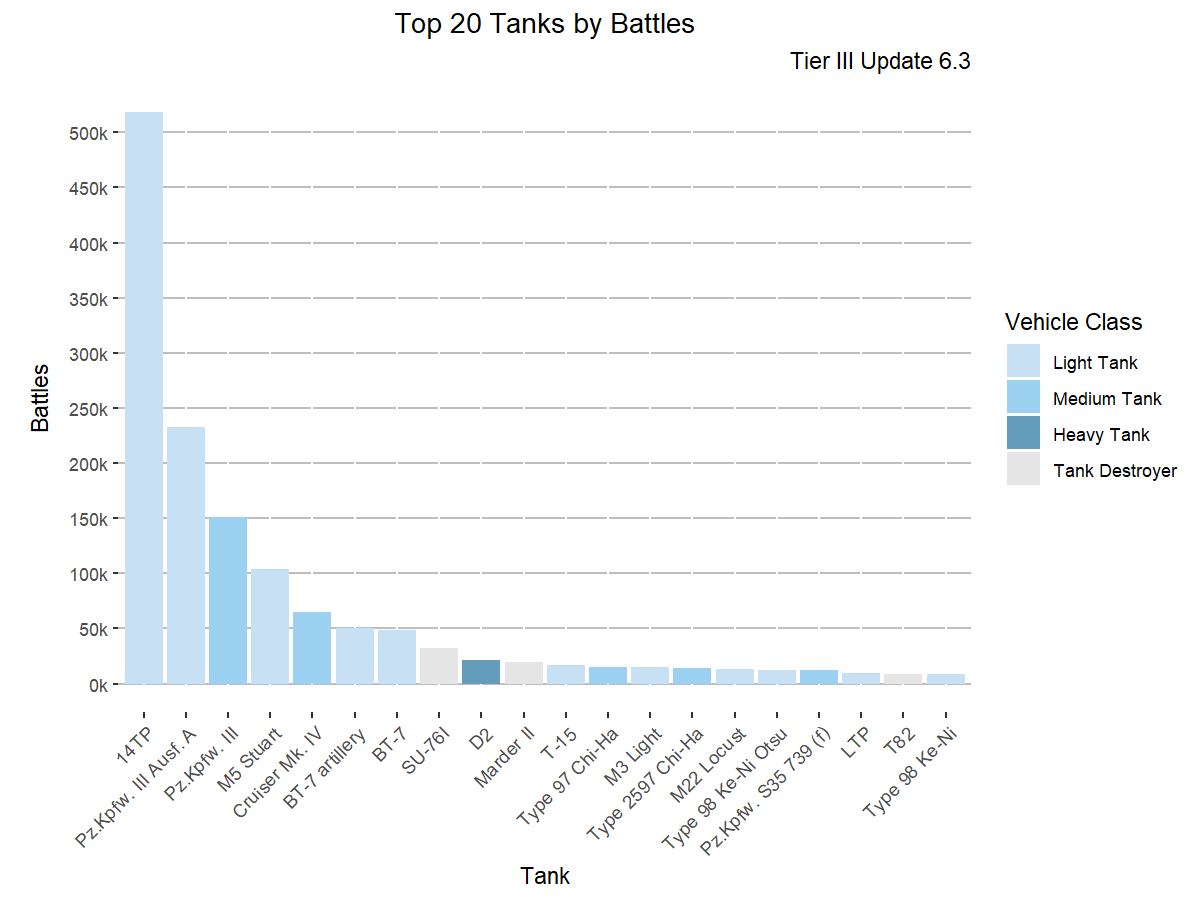 Top 20 Tanks by Battles
Tier III Update 6.3
500k
450k
400k
350k
300k
250k
200k
150k
100k
50k
0k
Battles
14TP
Pz.Kpfw. III Ausf. A
Pz.Kpfw. III
M5 Stuart
Cruiser Mk. IV
BT-7 artillery
BT-7
SU-76I
D2
Marder II
T-15
Type 97 Chi-Ha
M3 Light
Type 2597 Chi-Ha
M22 Locust
Type 98 Ke-Ni Otsu
Pz.Kpfw. S35 739 (f)
LTP
T82
Type 98 Ke-Ni
Tank
Vehicle Class
Light Tank
Medium Tank
Heavy Tank
Tank Destroyer